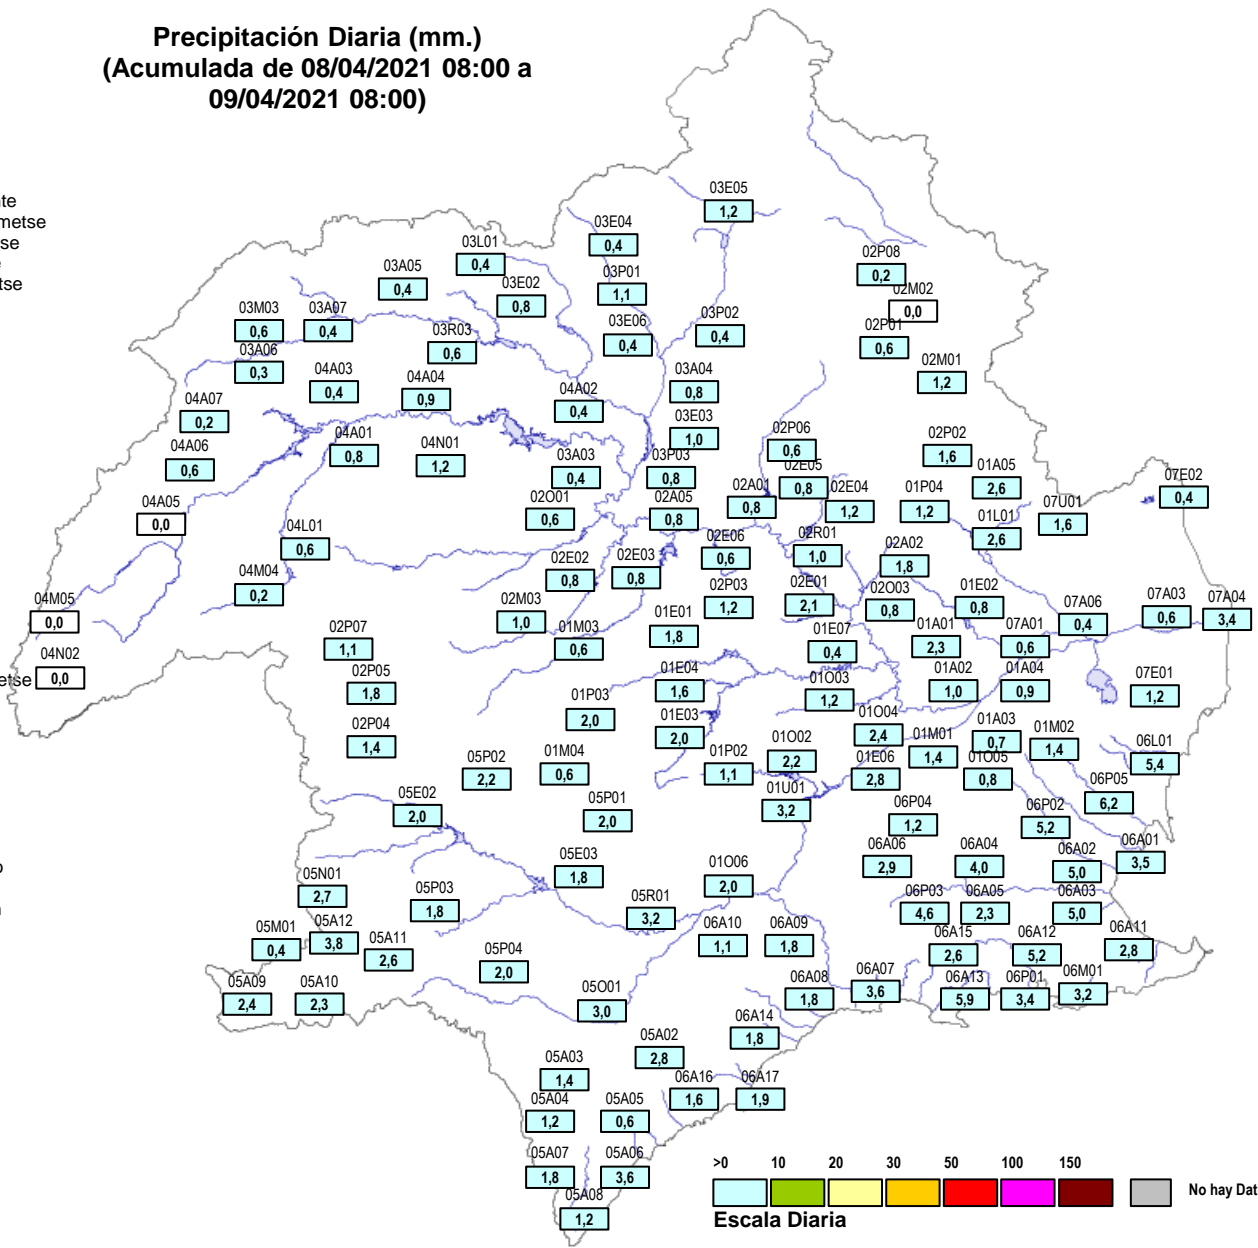 Precipitación Diaria (mm.)
(Acumulada de 08/04/2021 08:00 a
09/04/2021 08:00)
te
metse
se
tse
03E05
1,2
03E04
0,4
03L01
0,4
03A05
0,4
03E02
0,8
03P01
1,1
02P08
0,2
02M02
0,0
03M03
0,6
03A07
0,4
03R03
0,6
03E06
0,4
03P02
0,4
02P01
0,6
03A06
0,3
04A03
0,4
04A04
0,9
04A02
0,4
03A04
0,8
02M01
1,2
04A07
0,2
03E03
1,0
04A06
0,6
04A01
0,8
04N01
1,2
03A03
0,4
03P03
0,8
02P06
0,6
02P02
1,6
02E05
0,8
01A05
2,6
07E02
0,4
04A05
0,0
02O01
0,6
02A05
0,8
02A01
0,8
02E04
1,2
01P04
1,2
07U01
1,6
04L01
0,6
01L01
2,6
02E06
0,6
02R01
1,0
02A02
1,8
04M04
0,2
02E02
0,8
02E03
0,8
04M05
0,0
02M03
1,0
02P03
1,2
02E01
2,1
02O03
0,8
01E02
0,8
07A06
0,4
07A03
0,6
07A04
3,4
02P07
1,1
01M03
0,6
01E01
1,8
01E07
0,4
01A01
2,3
07A01
0,6
04N02
etse
0,0
02P05
1,8
01E04
1,6
01O03
1,2
01A02
1,0
01A04
0,9
07E01
1,2
01P03
2,0
01E03
2,0
02P04
1,4
01O04
2,4
01A03
0,7
01M02
1,4
05P02
2,2
01M04
0,6
01P02
1,1
01O02
2,2
01M01
1,4
06L01
5,4
01E06
2,8
01O05
0,8
05E02
2,0
05P01
2,0
01U01
3,2
06P04
1,2
06P02
5,2
06P05
6,2
05N01
2,7
05E03
1,8
01O06
2,0
06A06
2,9
06A04
4,0
06A02
5,0
06A01
3,5
05P03
1,8
05R01
3,2
06P03
4,6
06A05
2,3
06A03
5,0
05M01
0,4
05A12
3,8
05A11
2,6
06A10
1,1
06A09
1,8
06A15
2,6
06A12
5,2
06A11
2,8
05P04
2,0
05A09
2,4
05A10
2,3
05O01
3,0
06A08
1,8
06A07
3,6
06A13
5,9
06P01
3,4
06M01
3,2
05A02
2,8
06A14
1,8
05A03
1,4
06A16
1,6
06A17
1,9
05A04
1,2
05A05
0,6
05A07
1,8
05A06
3,6
05A08
1,2
>0 10 20 30 50 100 150
No hay Dat
Escala Diaria